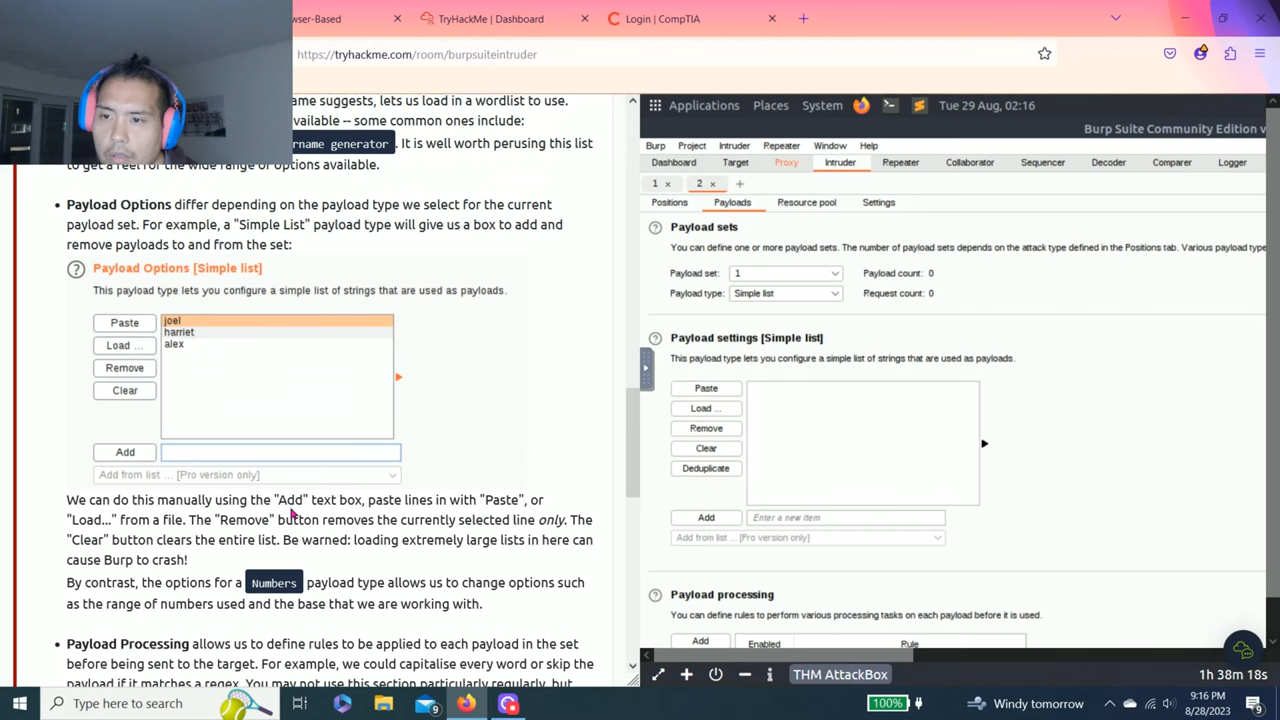 wser-Based
TryHackMe | Dashboard
Login | CompTIA
https://tryhackme.com/room/burpsuiteintruder
ame suggests, lets us load in a wordlist to use.
vailable -- some common ones include:
rname generator . It is well worth perusing this list
to get a feel for the wide range of options available.
• Payload Options differ depending on the payload type we select for the current
payload set. For example, a "Simple List" payload type will give us a box to add and
remove payloads to and from the set:
Payload Options [Simple list]
This payload type lets you configure a simple list of strings that are used as payloads.
Paste
Load ...
Remove
Clear
joel
harriet
alex
Add
Add from list ... [Pro version only]
We can do this manually using the "Add" text box, paste lines in with "Paste", or
"Load..." from a file. The "Remove" button removes the currently selected line only. The
"Clear" button clears the entire list. Be warned: loading extremely large lists in here can
cause Burp to crash!
By contrast, the options for a Numbers payload type allows us to change options such
as the range of numbers used and the base that we are working with.
• Payload Processing allows us to define rules to be applied to each payload in the set
before being sent to the target. For example, we could capitalise every word or skip the
payload if it matches a regex. You may not use this section particularly regularly, but
Applications Places System Tue 29 Aug, 02:16
Burp Suite Community Edition v
Burp Project Intruder Repeater Window Help
Dashboard Target Proxy Intruder Repeater Collaborator Sequencer Decoder Comparer Logger
1 × 2 × +
Positions Payloads Resource pool Settings
Payload sets
You can define one or more payload sets. The number of payload sets depends on the attack type defined in the Positions tab. Various payload type
Payload set: 1 Payload count: 0
Payload type: Simple list Request count: 0
Payload settings [Simple list]
This payload type lets you configure a simple list of strings that are used as payloads.
Paste
Load ...
Remove
Clear
Deduplicate
Add Enter a new item
Add from list ... [Pro version only]
Payload processing
You can define rules to perform various processing tasks on each payload before it is used.
Add Enabled Rule
THM AttackBox
1h 38m 18s
Type here to search
9
100%
Windy tomorrow
9:16 PM
8/28/2023
9